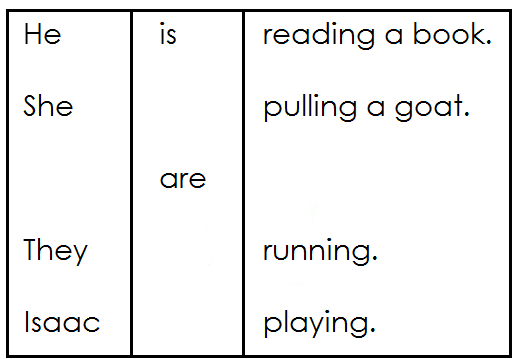 He is reading a book.
She pulling a goat.
are
They running.
Isaac playing.